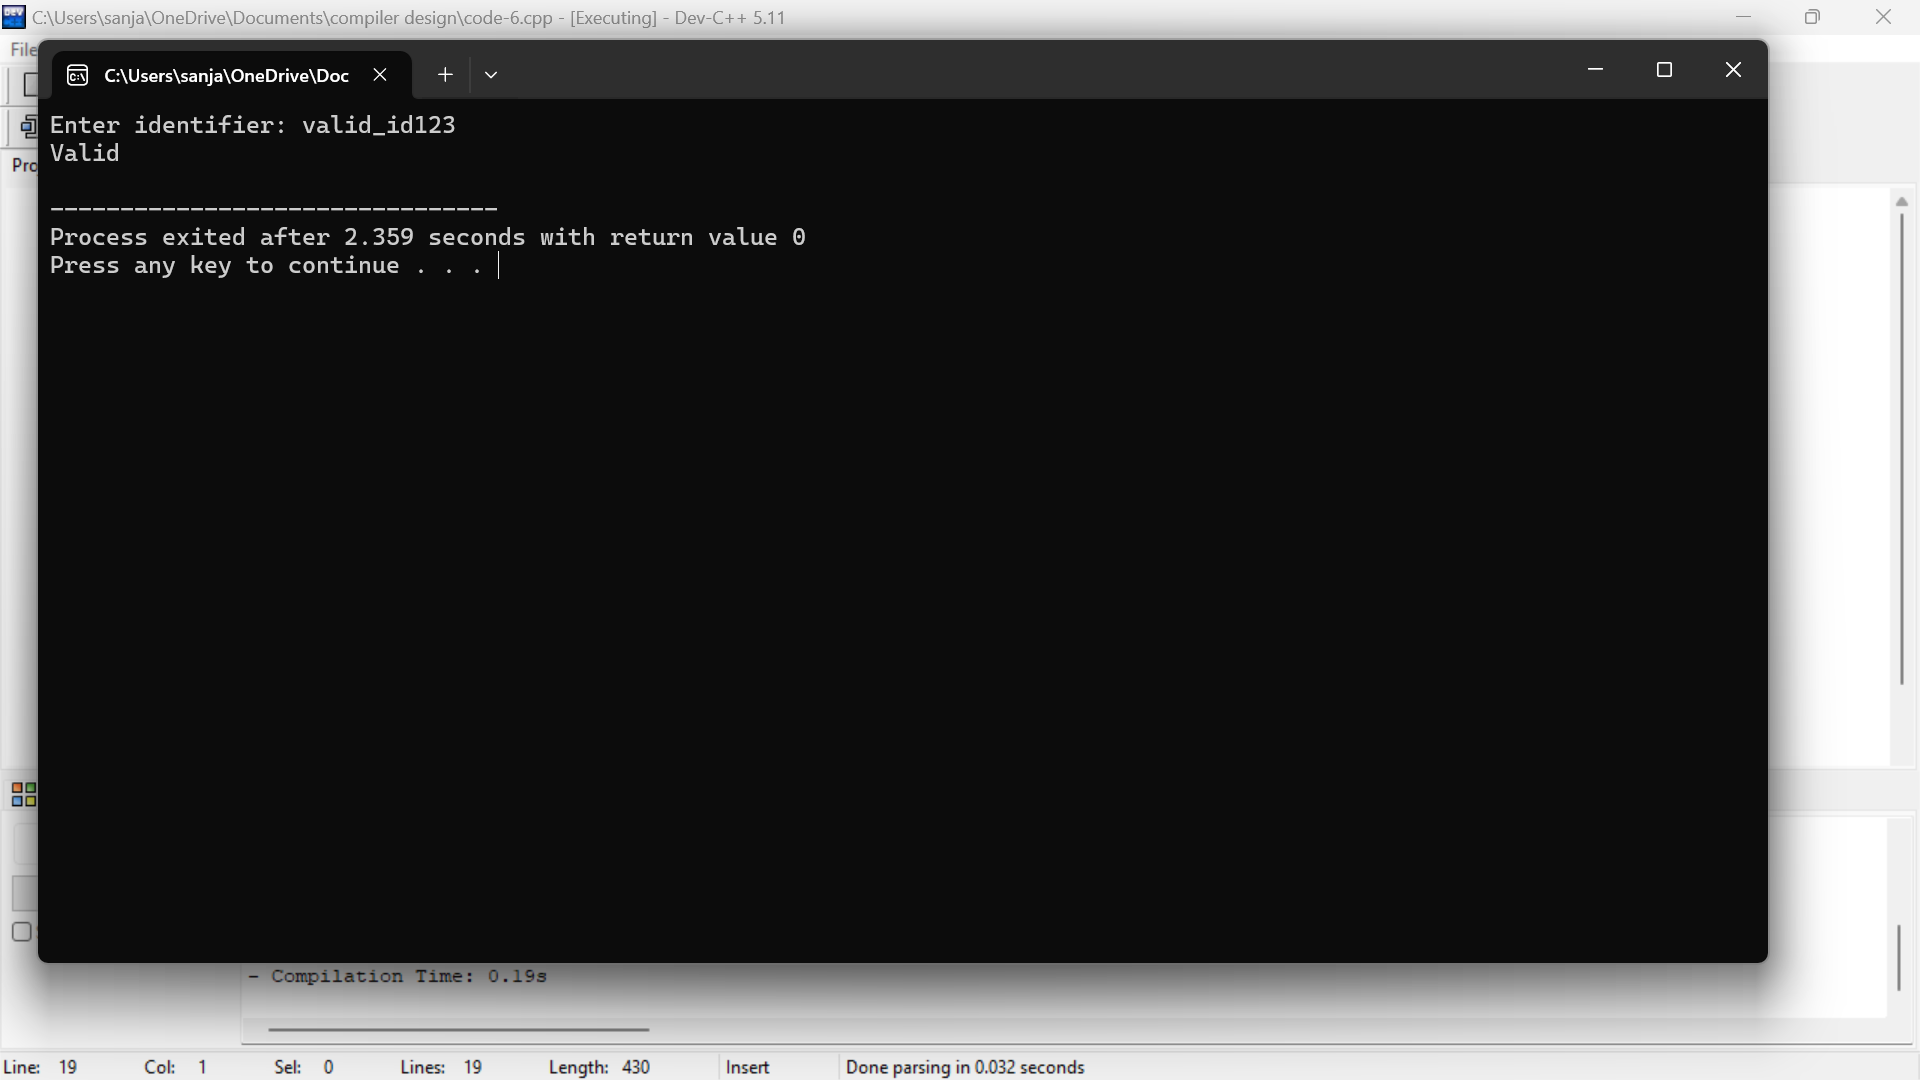 C:\Users\sanja\OneDrive\Documents\compiler design\code-6.cpp - [Executing] - Dev-C++ 5.11
File
C:\Users\sanja\OneDrive\Doc
Enter identifier: valid_id123
Valid
--------------------------------
Process exited after 2.359 seconds with return value 0
Press any key to continue . . .
- Compilation Time: 0.19s
Line: 19 Col: 1 Sel: 0 Lines: 19 Length: 430 Insert Done parsing in 0.032 seconds